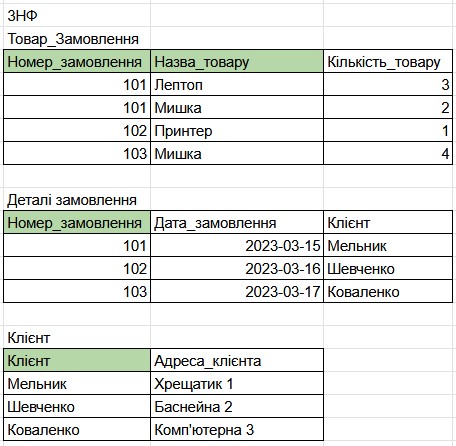 3НФ
Товар_Замовлення
Номер_замовлення Назва_товару Кількість_товару
101 Лептоп 3
101 Мишка 2
102 Принтер 1
103 Мишка 4
Деталі замовлення
Номер_замовлення Дата_замовлення Клієнт
101 2023-03-15 Мельник
102 2023-03-16 Шевченко
103 2023-03-17 Коваленко
Клієнт
Клієнт Адреса_клієнта
Мельник Хрещатик 1
Шевченко Баснейна 2
Коваленко Комп'ютерна 3